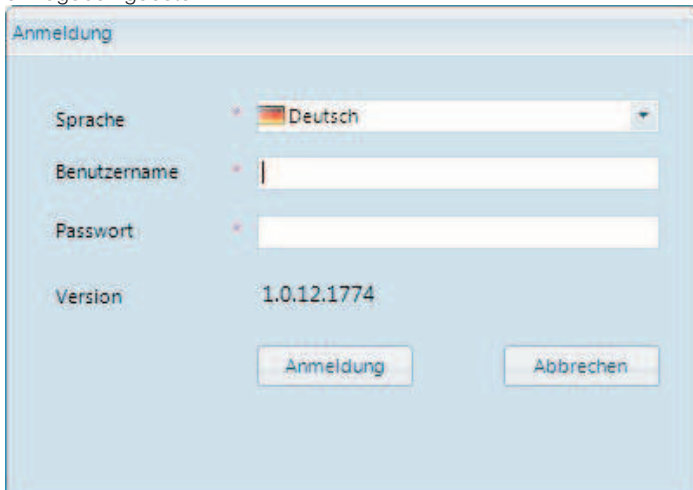 Anmeldung
Sprache * Deutsch
Benutzername *
Passwort *
Version 1.0.12.1774
Anmeldung Abbrechen